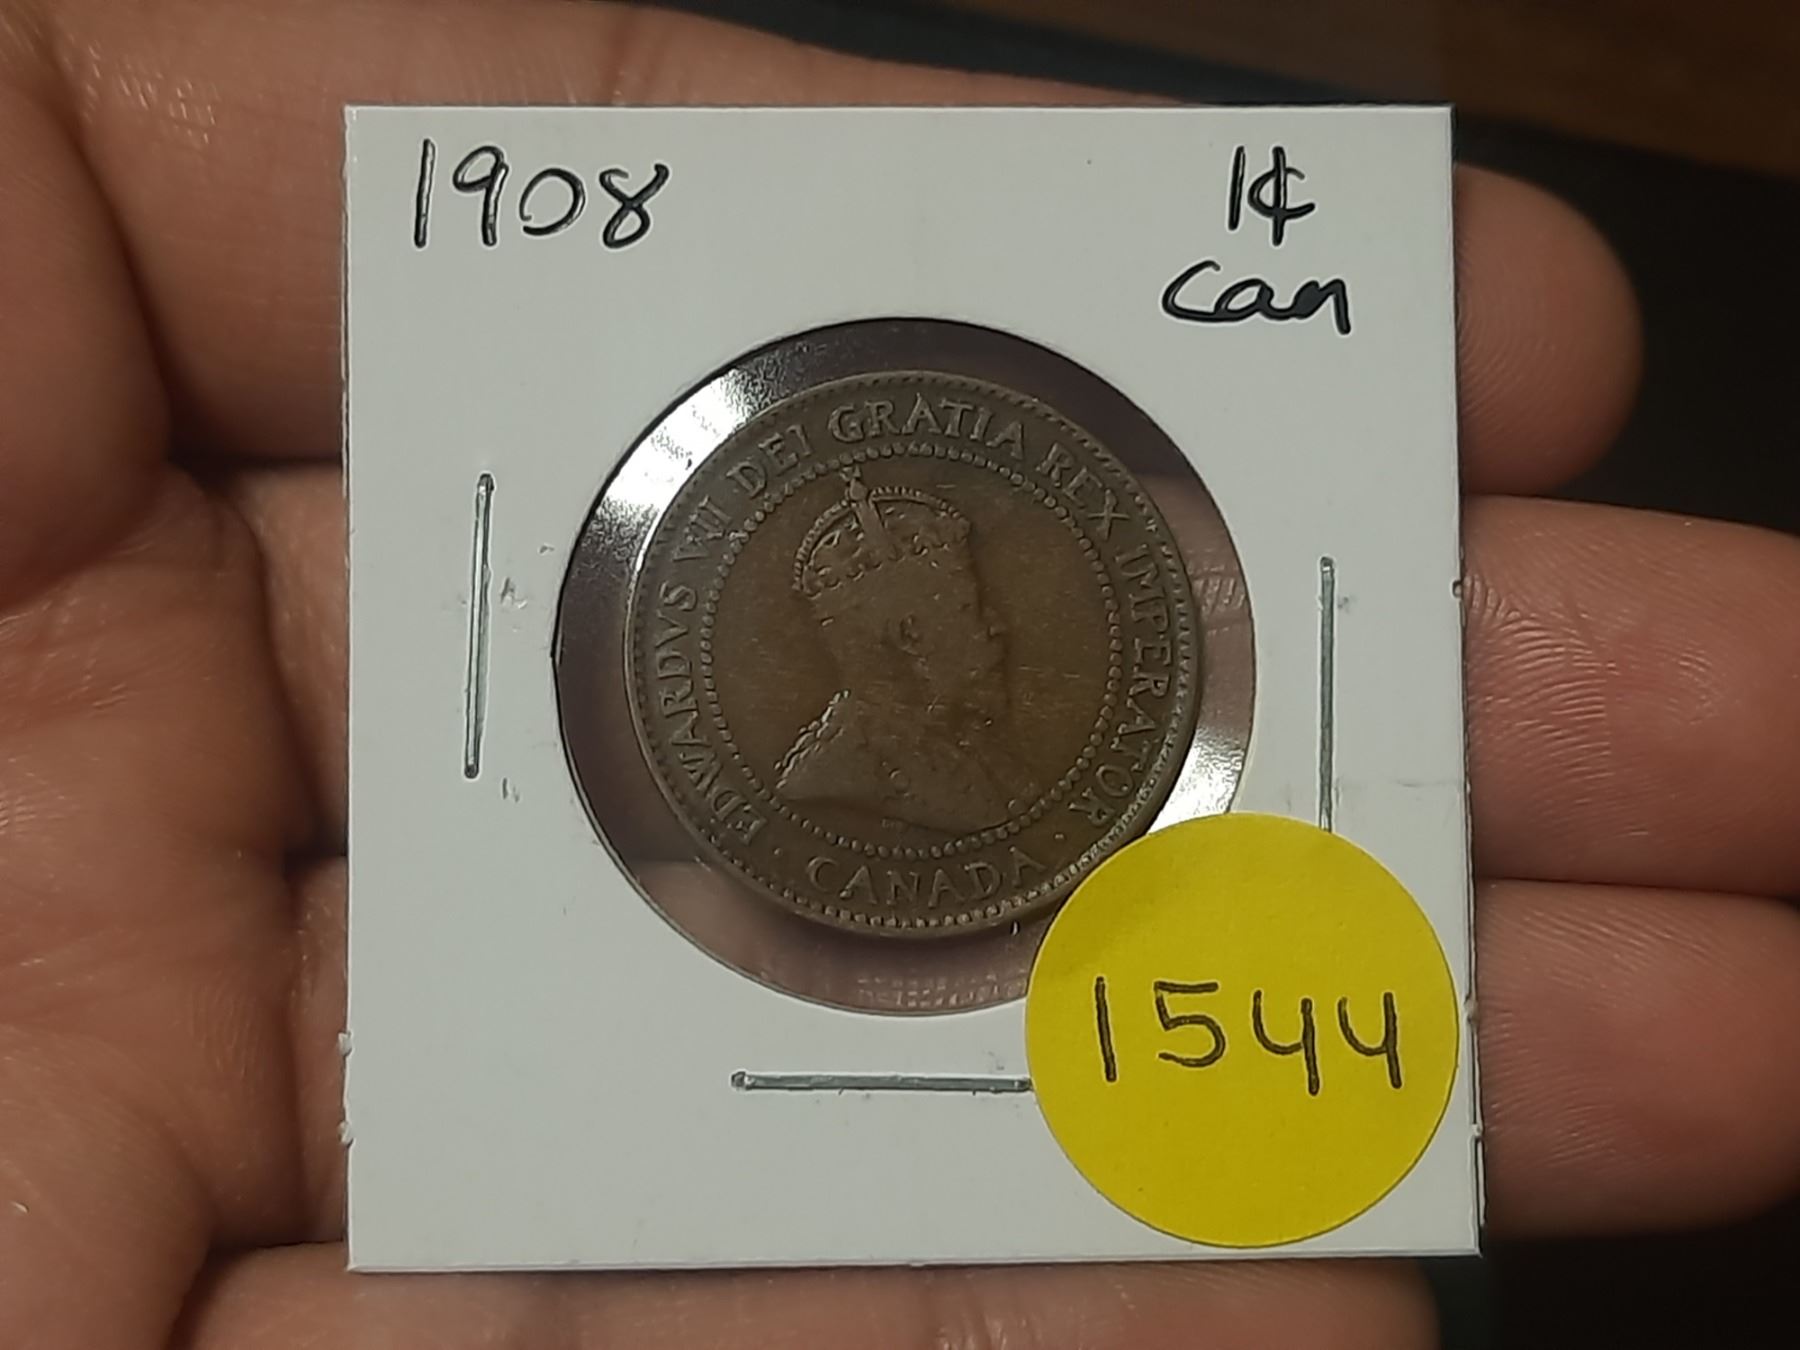 1908
1¢
Can
EDWARDVS VII DEI GRATIA REX IMPERATOR
· CANADA ·
1544